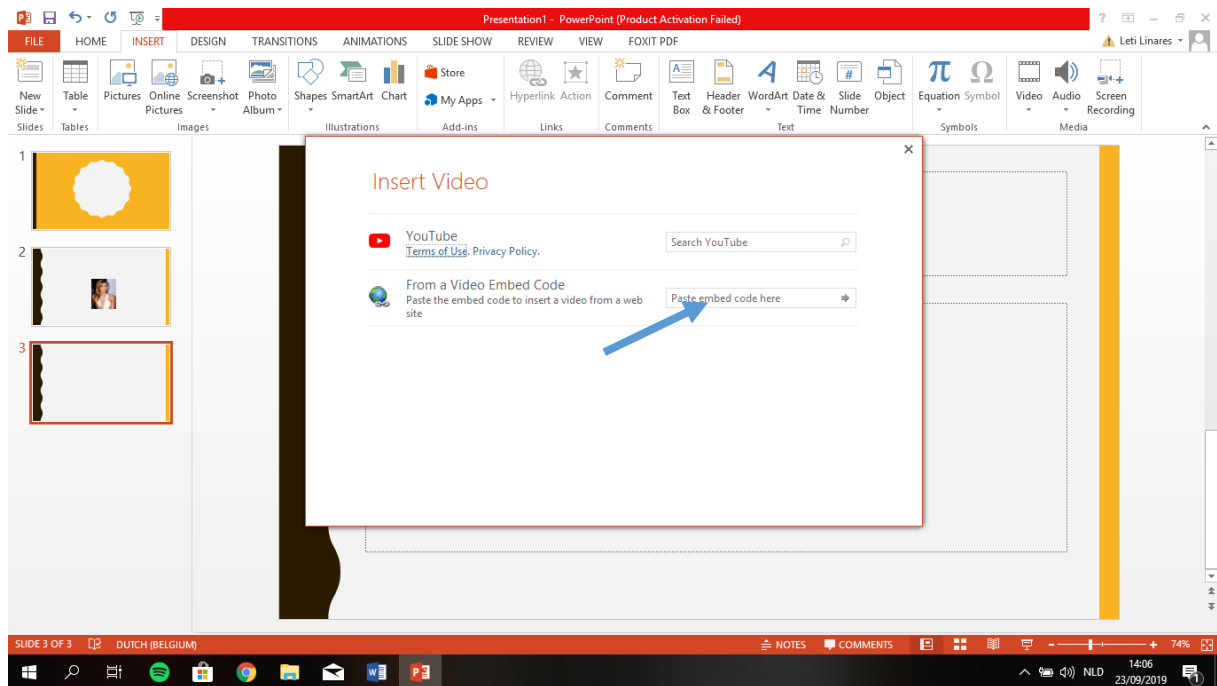 Presentation1 - PowerPoint (Product Activation Failed)
?
FILE HOME INSERT DESIGN TRANSITIONS ANIMATIONS SLIDE SHOW REVIEW VIEW FOXIT PDF Leti Linares
New Slide Table Pictures Online Pictures Screenshot Photo Album Shapes SmartArt Chart Store My Apps Hyperlink Action Comment Text Box Header & Footer WordArt Date & Time Slide Number Object Equation Symbol Video Audio Screen Recording
Slides Tables Images Illustrations Add-ins Links Comments Text Symbols Media
1
2
3
Insert Video
YouTube
Terms of Use. Privacy Policy.
Search YouTube
From a Video Embed Code
Paste the embed code to insert a video from a web
site
Paste embed code here
SLIDE 3 OF 3 DUTCH (BELGIUM) NOTES COMMENTS 74%
NLD 14:06
23/09/2019
1